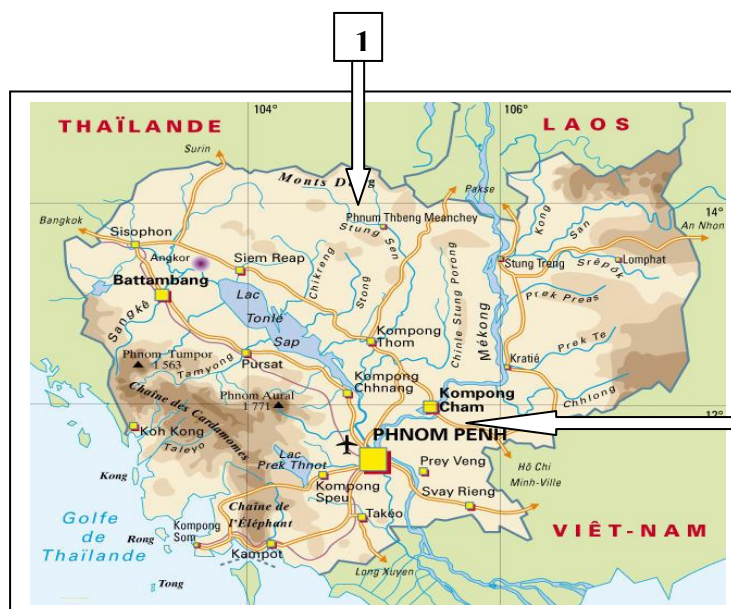 1
104°
106°
THAÏLANDE
LAOS
Surin
Monts
Pakse
Bangkok
Phnum Thbeng Meanchey
Kong
San
14°
An Nhon
Sisophon
Stung Sen
Angkor
Siem Reap
Stung Treng
Srêpôk
Lomphat
Battambang
Chikreng
Stong
Chinle Stung Porong
Sangkê
Lac
Tonlé
Sap
Mékong
Prek Preas
Kompong
Thom
Prek Te
Phnom Tumpor
1 563
Tamyong
Pursat
Kratié
Kompong
Chhnang
Phnom Aural
1 771
Kompong
Cham
Chhlong
12°
Chaîne des Cardamomes
Koh Kong
Tateyo
PHNOM PENH
Lac
Prek Thnot
Prey Veng
Hô Chi
Minh-Ville
Kong
Kompong
Speu
Svay Rieng
Golfe
de
Thaïlande
Chaîne de
l'Éléphant
Takéo
VIÊT-NAM
Rong
Kompong
Som
Kampot
Tong
Long Xuyen